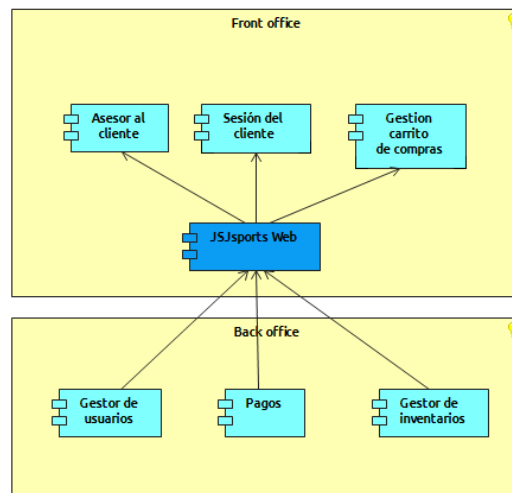 Front office
Asesor al
cliente
Sesión del
cliente
Gestion
carrito
de compras
JSJsports Web
Back office
Gestor de
usuarios
Pagos
Gestor de
inventarios